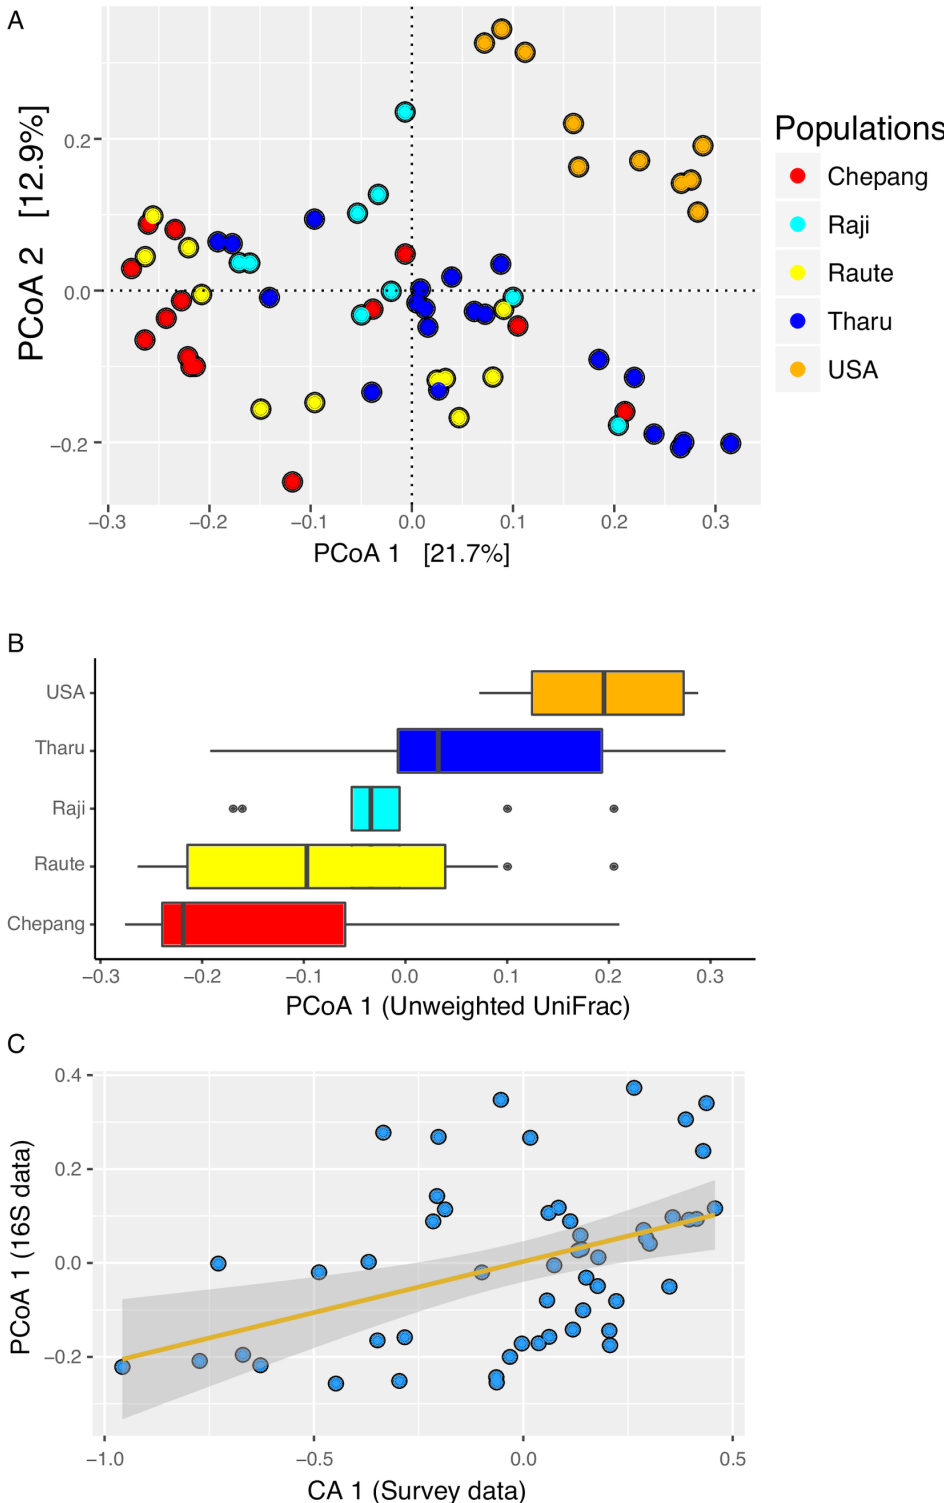 A
PCoA 2 [12.9%]
0.2
0.0
−0.2
−0.3 −0.2 −0.1 0.0 0.1 0.2 0.3
PCoA 1 [21.7%]
Populations
Chepang
Raji
Raute
Tharu
USA
B
USA
Tharu
Raji
Raute
Chepang
−0.3 −0.2 −0.1 0.0 0.1 0.2 0.3
PCoA 1 (Unweighted UniFrac)
C
PCoA 1 (16S data)
0.4
0.2
0.0
−0.2
−1.0 −0.5 0.0 0.5
CA 1 (Survey data)